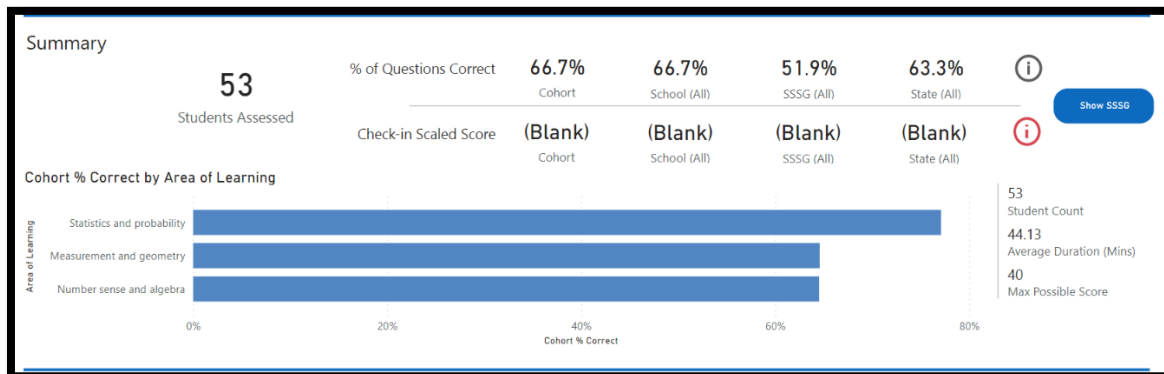 Summary
53
Students Assessed
% of Questions Correct
66.7%
Cohort
66.7%
School (All)
51.9%
SSSG (All)
63.3%
State (All)
Show SSSG
Check-in Scaled Score
(Blank)
Cohort
(Blank)
School (All)
(Blank)
SSSG (All)
(Blank)
State (All)
Cohort % Correct by Area of Learning
Area of Learning
Statistics and probability
Measurement and geometry
Number sense and algebra
0%
20%
40%
60%
80%
Cohort % Correct
53
Student Count
44.13
Average Duration (Mins)
40
Max Possible Score